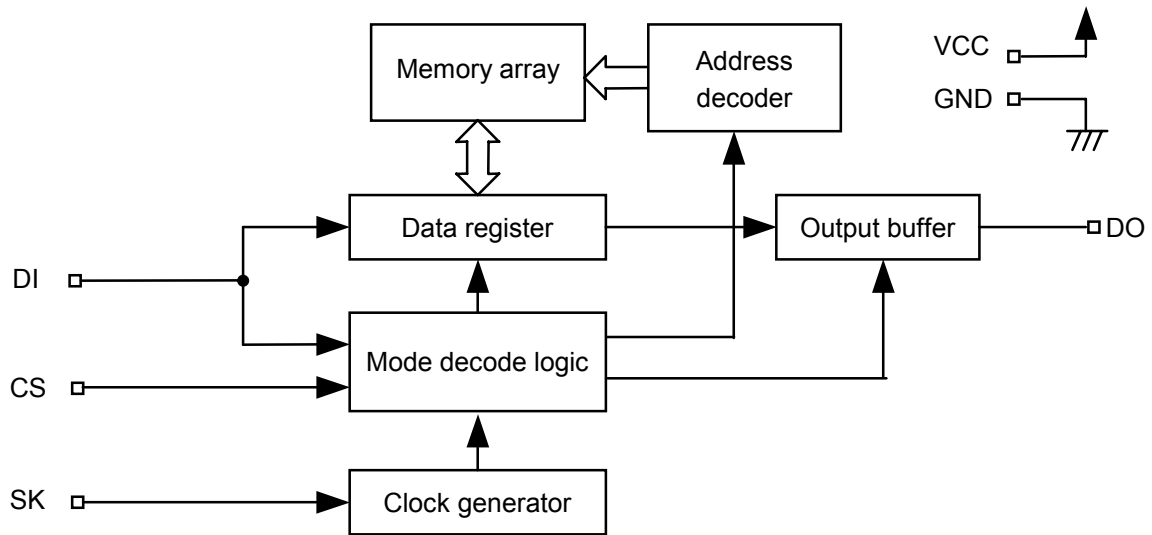 Memory array
Address
decoder
VCC
GND
Data register
Output buffer
DO
DI
Mode decode logic
CS
SK
Clock generator